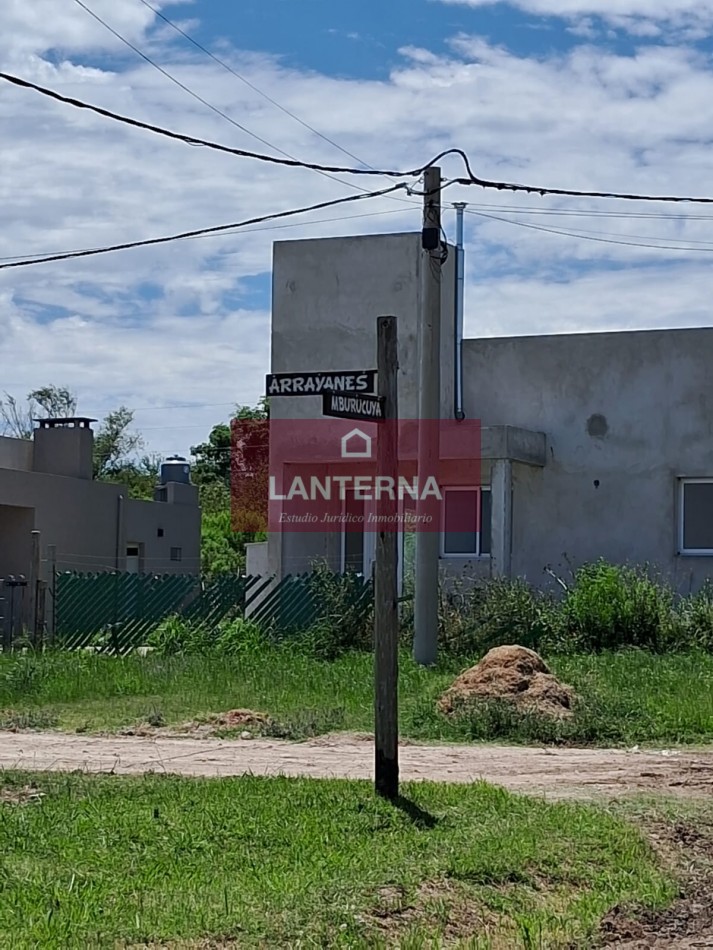 ARRAYANES
MBURUCUYA
LANTERNA
Estudio Jurídico Inmobiliario